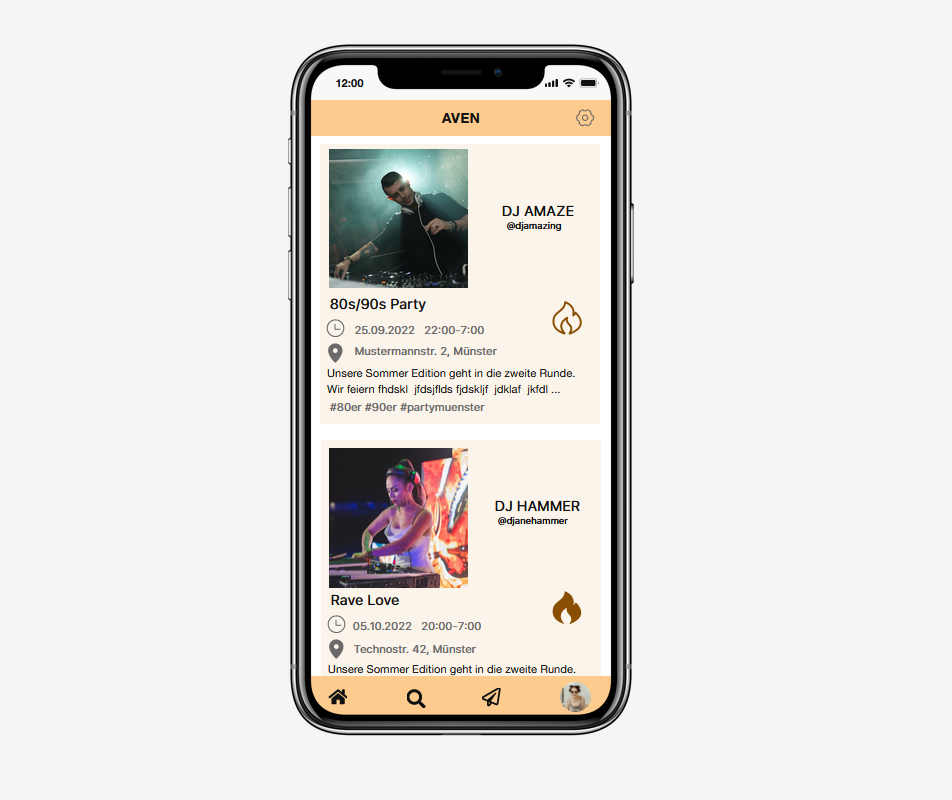 12:00
AVEN
DJ AMAZE
@djamazing
80s/90s Party
25.09.2022 22:00-7:00
Mustermannstr. 2, Münster
Unsere Sommer Edition geht in die zweite Runde.
Wir feiern fhdskl jfdsjflds fjdskljf jdklaf jkfdl ...
#80er #90er #partymuenster
DJ HAMMER
@djanehammer
Rave Love
05.10.2022 20:00-7:00
Technostr. 42, Münster
Unsere Sommer Edition geht in die zweite Runde.